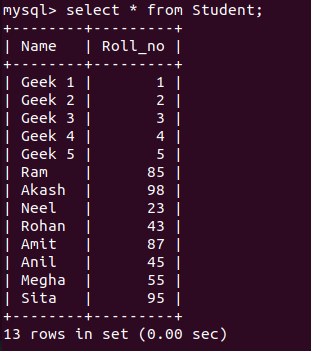 mysql> select * from Student;
+--------+---------+
| Name   | Roll_no |
+--------+---------+
| Geek 1 |       1 |
| Geek 2 |       2 |
| Geek 3 |       3 |
| Geek 4 |       4 |
| Geek 5 |       5 |
| Ram    |      85 |
| Akash  |      98 |
| Neel   |      23 |
| Rohan  |      43 |
| Amit   |      87 |
| Anil   |      45 |
| Megha  |      55 |
| Sita   |      95 |
+--------+---------+
13 rows in set (0.00 sec)